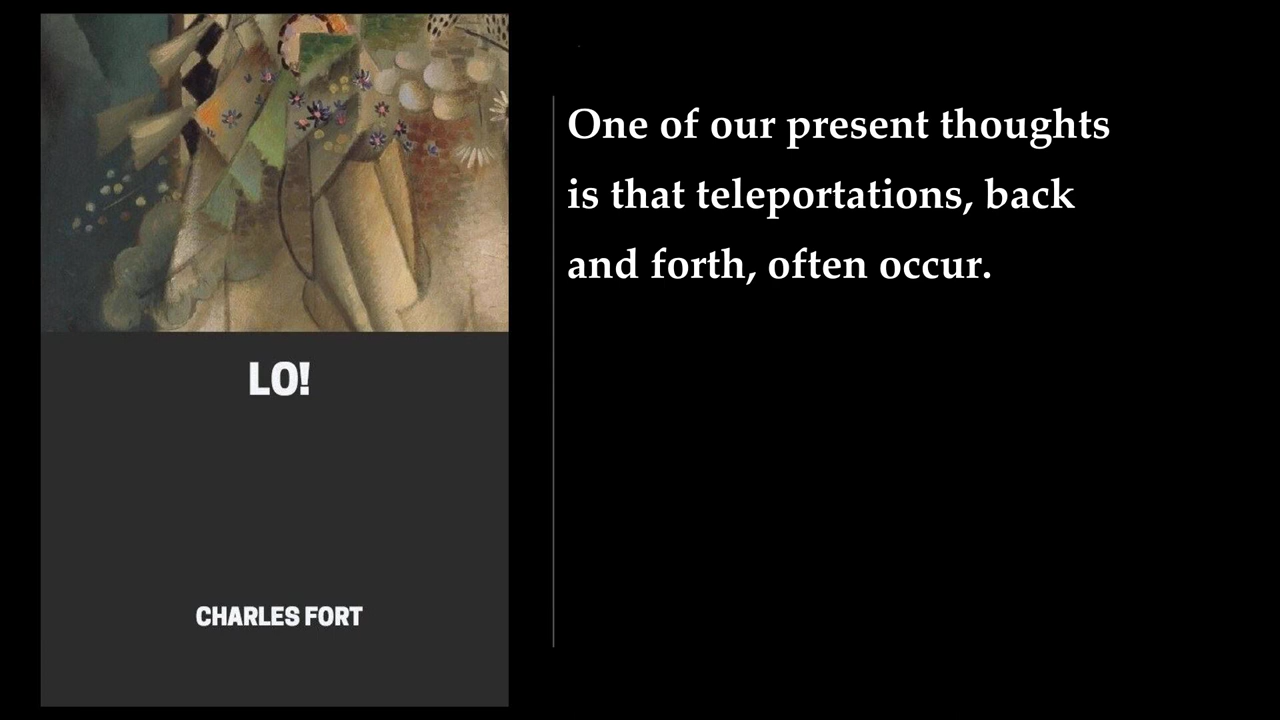 LO!
CHARLES FORT
One of our present thoughts
is that teleportations, back
and forth, often occur.